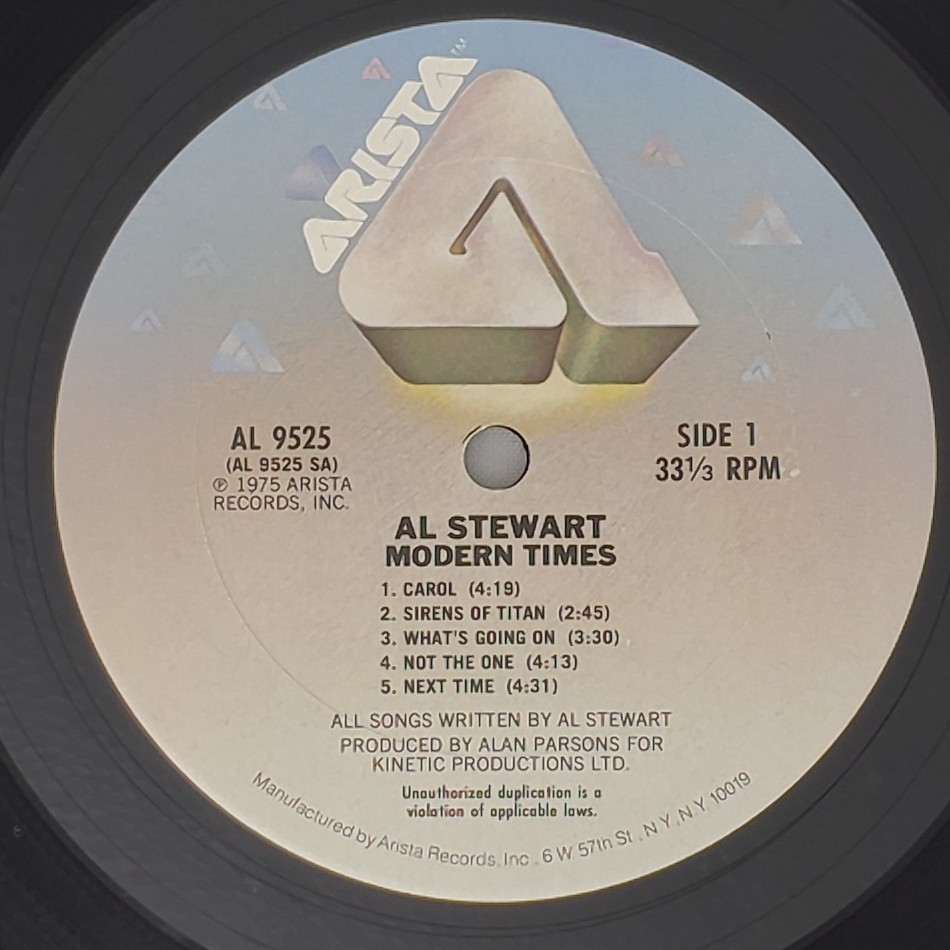 ARISTA™
AL 9525
(AL 9525 SA)
℗ 1975 ARISTA
RECORDS, INC.
SIDE 1
33⅓ RPM
AL STEWART
MODERN TIMES
1. CAROL (4:19)
2. SIRENS OF TITAN (2:45)
3. WHAT'S GOING ON (3:30)
4. NOT THE ONE (4:13)
5. NEXT TIME (4:31)
ALL SONGS WRITTEN BY AL STEWART
PRODUCED BY ALAN PARSONS FOR
KINETIC PRODUCTIONS LTD.
Unauthorized duplication is a
violation of applicable laws.
Manufactured by Arista Records, Inc., 6 W. 57th St., N.Y., N.Y. 10019